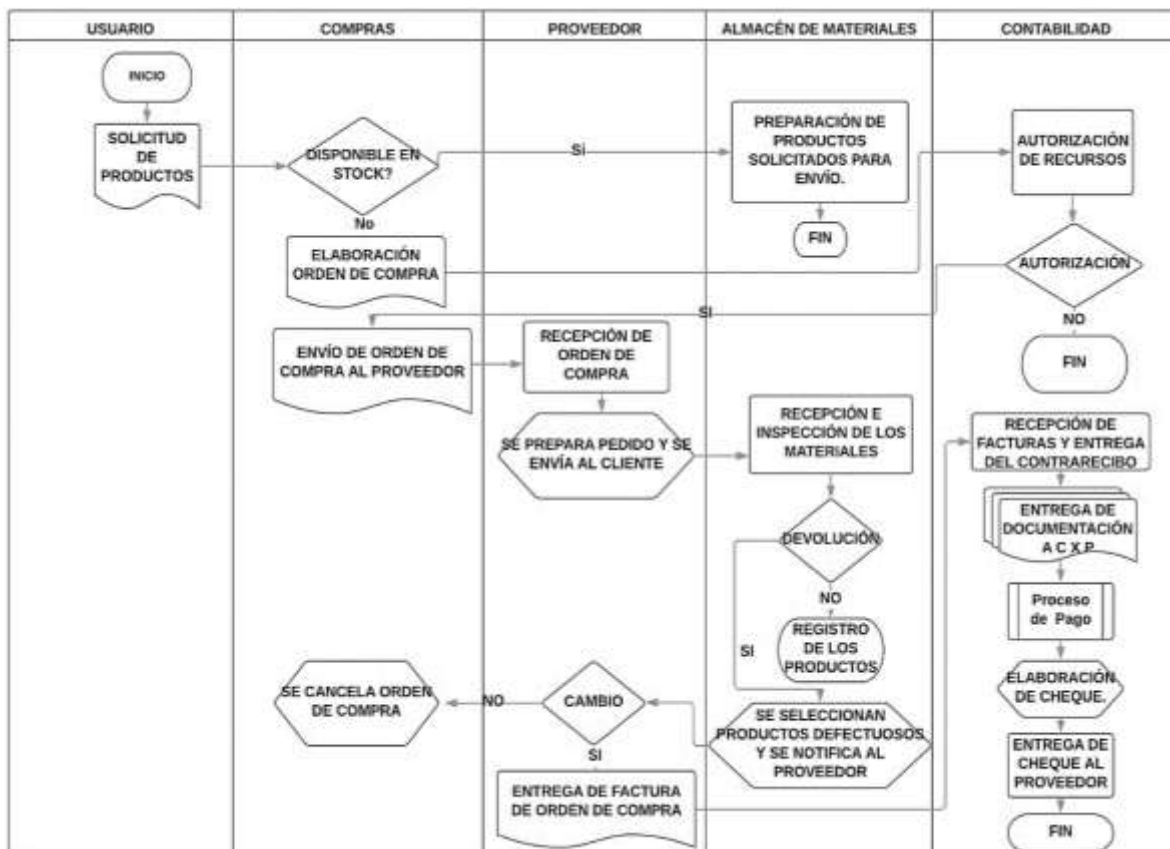 USUARIO
COMPRAS
PROVEEDOR
ALMACÉN DE MATERIALES
CONTABILIDAD
INICIO
SOLICITUD
DE
PRODUCTOS
DISPONIBLE EN
STOCK?
Sí
No
PREPARACIÓN DE
PRODUCTOS
SOLICITADOS PARA
ENVÍO.
FIN
AUTORIZACIÓN
DE RECURSOS
ELABORACIÓN
ORDEN DE COMPRA
AUTORIZACIÓN
SI
NO
FIN
ENVÍO DE ORDEN DE
COMPRA AL PROVEEDOR
RECEPCIÓN DE
ORDEN DE
COMPRA
SE PREPARA PEDIDO Y SE
ENVÍA AL CLIENTE
RECEPCIÓN E
INSPECCIÓN DE LOS
MATERIALES
DEVOLUCIÓN
NO
SI
REGISTRO
DE LOS
PRODUCTOS
SE SELECCIONAN
PRODUCTOS DEFECTUOSOS
Y SE NOTIFICA AL
PROVEEDOR
CAMBIO
NO
SI
SE CANCELA ORDEN
DE COMPRA
ENTREGA DE FACTURA
DE ORDEN DE COMPRA
RECEPCIÓN DE
FACTURAS Y ENTREGA
DEL CONTRARECIBO
ENTREGA DE
DOCUMENTACIÓN
A C X P
Proceso
de Pago
ELABORACIÓN
DE CHEQUE.
ENTREGA DE
CHEQUE AL
PROVEEDOR
FIN